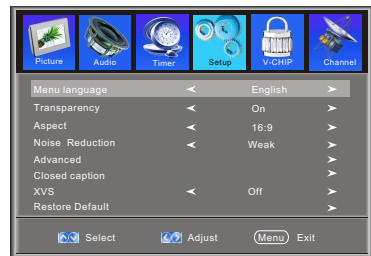 Picture Audio Timer Setup V-CHIP Channel
Menu language English
Transparency On
Aspect 16:9
Noise Reduction Weak
Advanced
Closed caption
XVS Off
Restore Default
Select Adjust Menu Exit